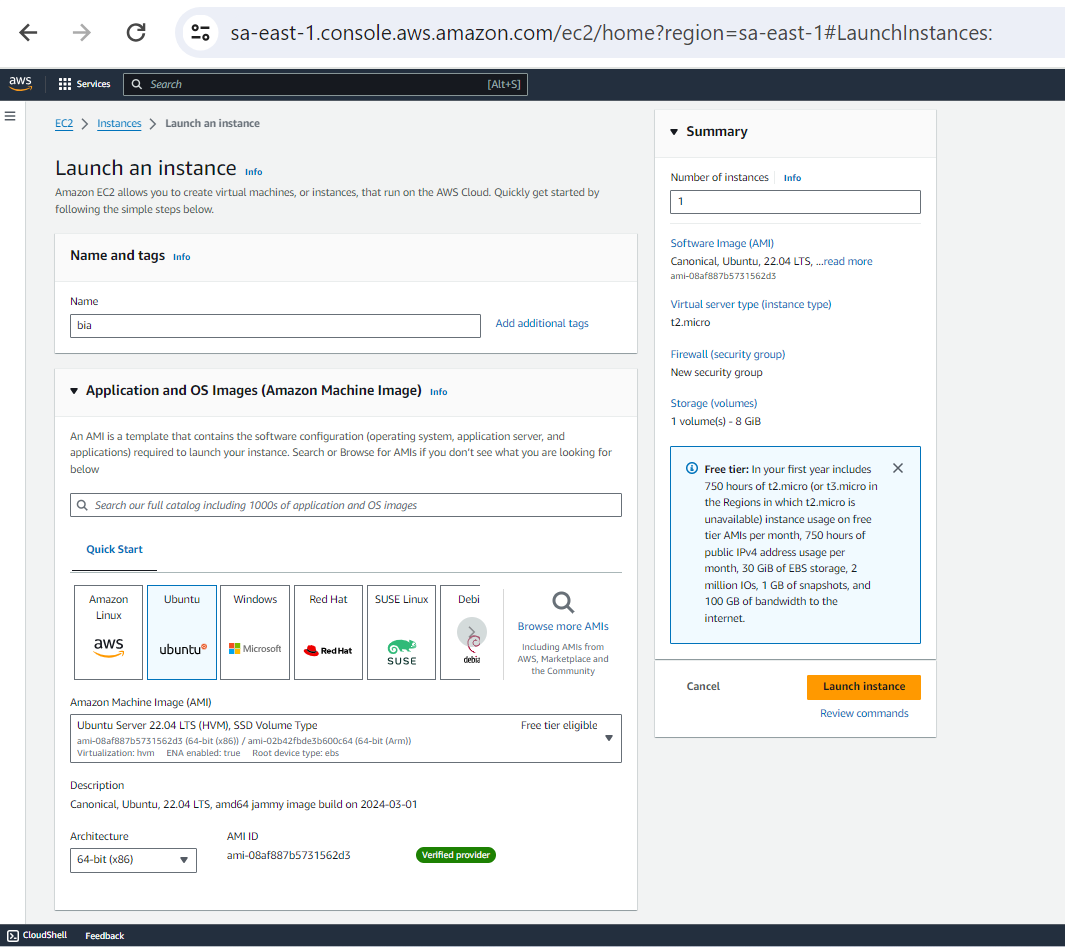 sa-east-1.console.aws.amazon.com/ec2/home?region=sa-east-1#LaunchInstances:
aws
Services
Search
[Alt+S]
EC2 > Instances > Launch an instance
Launch an instance Info
Amazon EC2 allows you to create virtual machines, or instances, that run on the AWS Cloud. Quickly get started by
following the simple steps below.
Name and tags Info
Name
bia
Add additional tags
Application and OS Images (Amazon Machine Image) Info
An AMI is a template that contains the software configuration (operating system, application server, and
applications) required to launch your instance. Search or Browse for AMIs if you don't see what you are looking for
below
Search our full catalog including 1000s of application and OS images
Quick Start
Amazon
Linux
aws
Ubuntu
ubuntu
Windows
Microsoft
Red Hat
Red Hat
SUSE Linux
SUSE
Debi
debia
Browse more AMIs
Including AMIs from
AWS, Marketplace and
the Community
Amazon Machine Image (AMI)
Ubuntu Server 22.04 LTS (HVM), SSD Volume Type
Free tier eligible
ami-08af887b5731562d3 (64-bit (x86)) / ami-02b42fbde3b600c64 (64-bit (Arm))
Virtualization: hvm ENA enabled: true Root device type: ebs
Description
Canonical, Ubuntu, 22.04 LTS, amd64 jammy image build on 2024-03-01
Architecture
64-bit (x86)
AMI ID
ami-08af887b5731562d3
Verified provider
Summary
Number of instances Info
1
Software Image (AMI)
Canonical, Ubuntu, 22.04 LTS, ...read more
ami-08af887b5731562d3
Virtual server type (instance type)
t2.micro
Firewall (security group)
New security group
Storage (volumes)
1 volume(s) - 8 GiB
Free tier: In your first year includes
750 hours of t2.micro (or t3.micro in
the Regions in which t2.micro is
unavailable) instance usage on free
tier AMIs per month, 750 hours of
public IPv4 address usage per
month, 30 GiB of EBS storage, 2
million IOs, 1 GB of snapshots, and
100 GB of bandwidth to the
internet.
Cancel
Launch instance
Review commands
CloudShell
Feedback